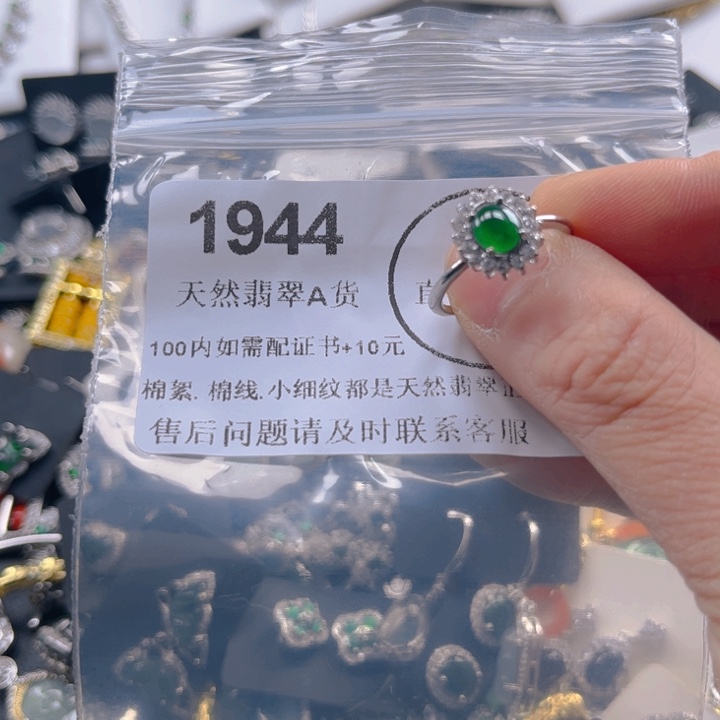 1944
天然翡翠A货
直
100内如需配证书+10元
棉絮.棉线.小细纹都是天然翡翠
售后问题请及时联系客服